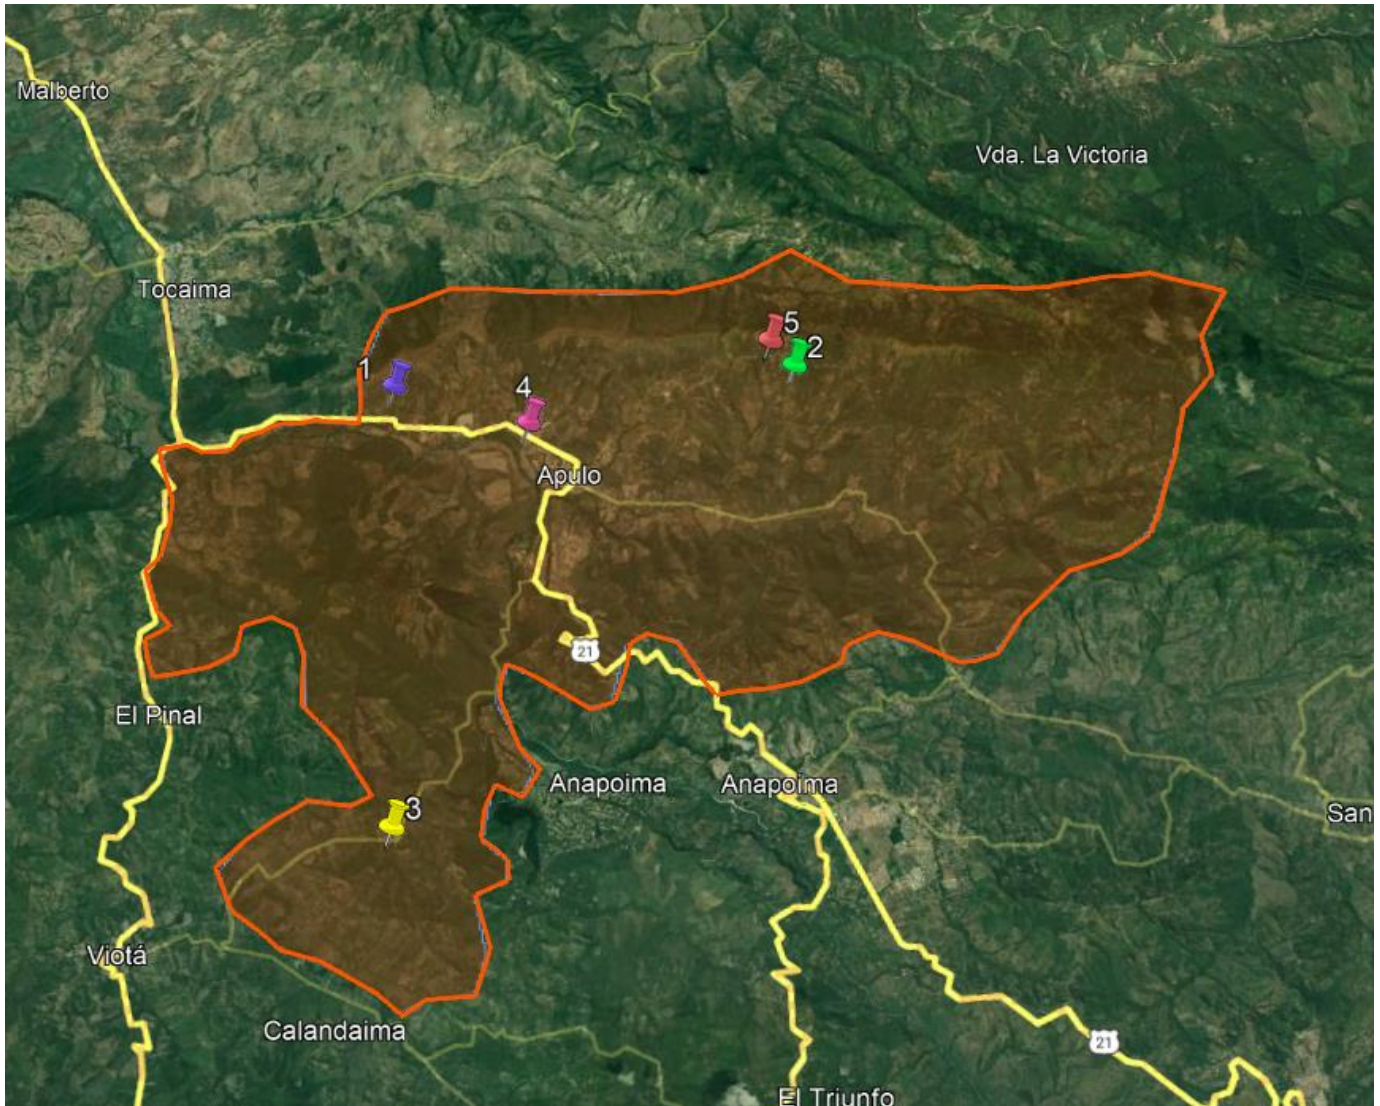 Malberto
Vda. La Victoria
Tocaima
5
2
1
4
Apulo
21
El Pinal
Anapoima
Anapoima
3
San
Viotá
Calandaima
21
El Triunfo